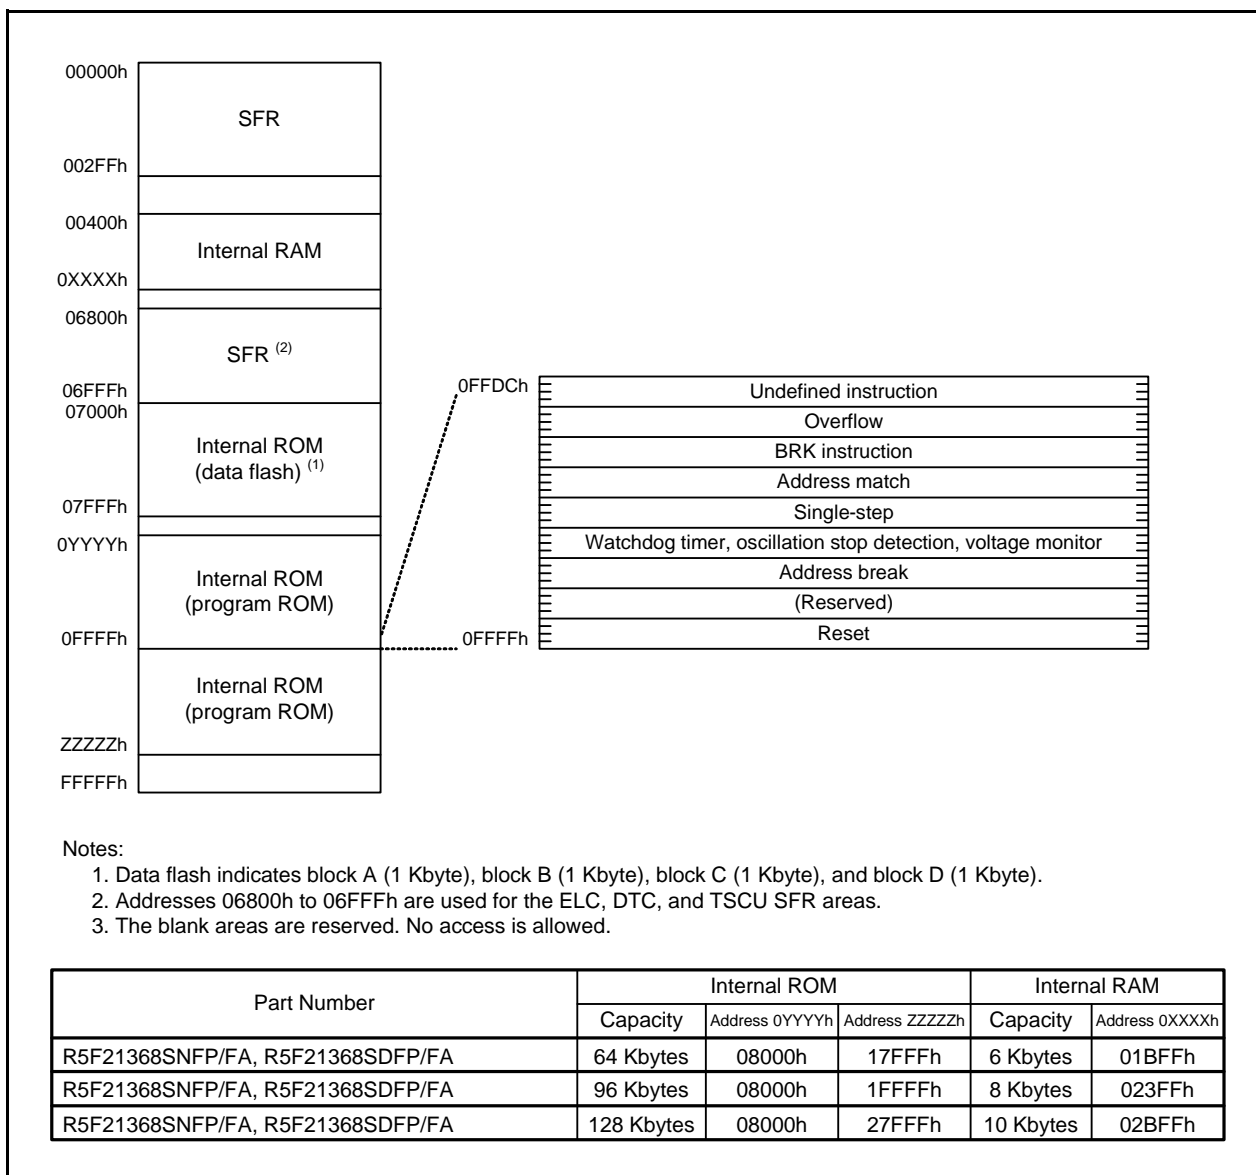 00000h
SFR
002FFh
00400h
Internal RAM
0XXXXh
06800h
SFR (2)
06FFFh
07000h
Internal ROM
(data flash) (1)
07FFFh
0YYYYh
Internal ROM
(program ROM)
0FFFFh
Internal ROM
(program ROM)
ZZZZZh
FFFFFh
0FFDCh
Undefined instruction
Overflow
BRK instruction
Address match
Single-step
Watchdog timer, oscillation stop detection, voltage monitor
Address break
(Reserved)
0FFFFh
Reset
Notes:
1. Data flash indicates block A (1 Kbyte), block B (1 Kbyte), block C (1 Kbyte), and block D (1 Kbyte).
2. Addresses 06800h to 06FFFh are used for the ELC, DTC, and TSCU SFR areas.
3. The blank areas are reserved. No access is allowed.
Part Number Internal ROM Internal RAM
Capacity Address 0YYYYh Address ZZZZZh Capacity Address 0XXXXh
R5F21368SNFP/FA, R5F21368SDFP/FA 64 Kbytes 08000h 17FFFh 6 Kbytes 01BFFh
R5F21368SNFP/FA, R5F21368SDFP/FA 96 Kbytes 08000h 1FFFFh 8 Kbytes 023FFh
R5F21368SNFP/FA, R5F21368SDFP/FA 128 Kbytes 08000h 27FFFh 10 Kbytes 02BFFh